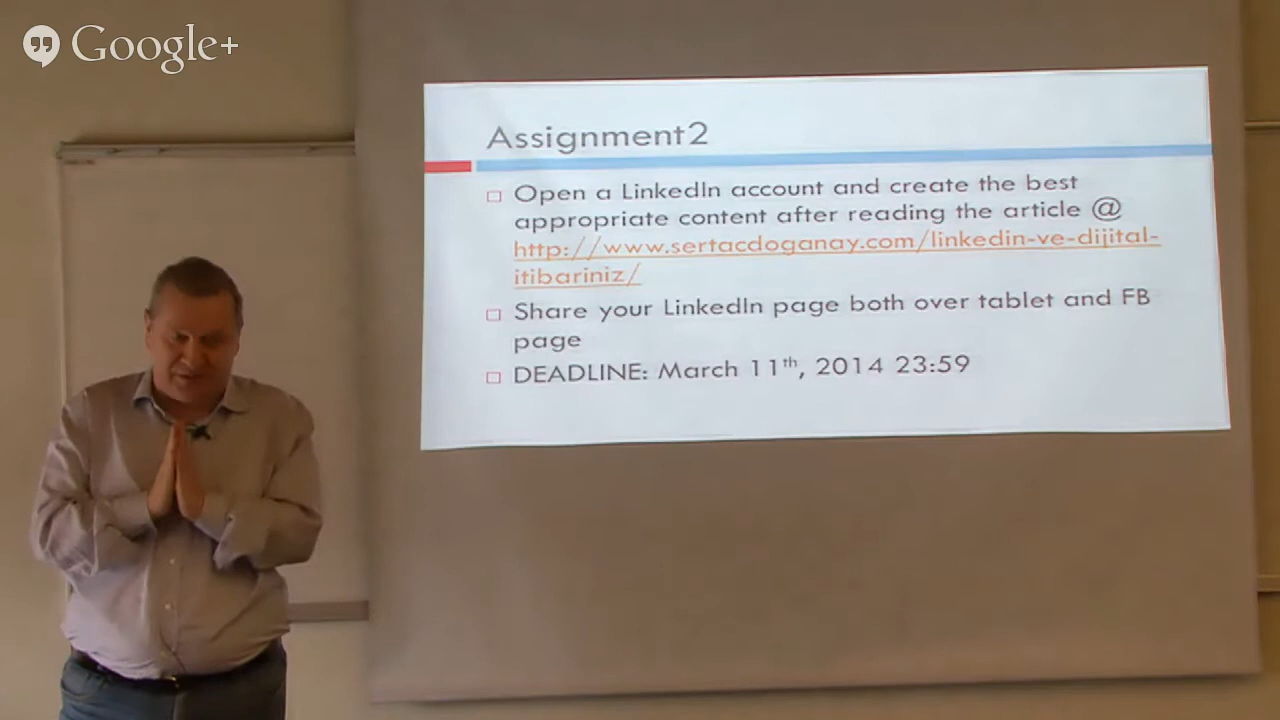 Google+
Assignment2
Open a LinkedIn account and create the best
appropriate content after reading the article @
http://www.sertacdoganay.com/linkedin-ve-dijital-
itibariniz/
Share your LinkedIn page both over tablet and FB
page
DEADLINE: March 11th, 2014 23:59